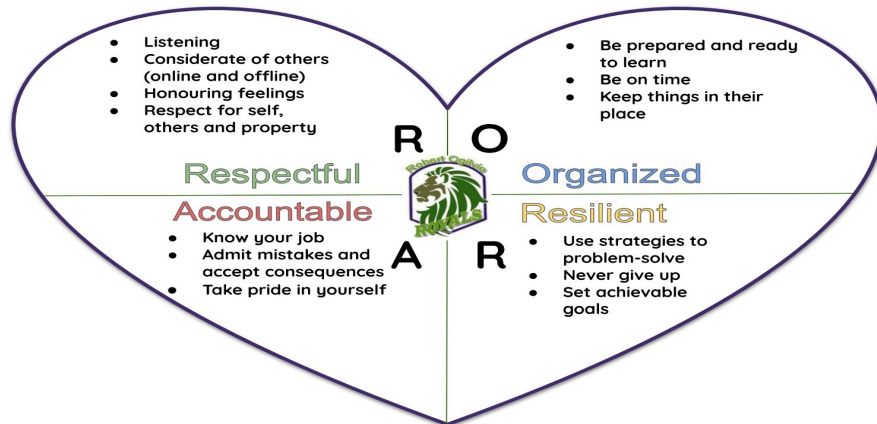 ● Listening
● Considerate of others
(online and offline)
● Honouring feelings
● Respect for self,
others and property
R
Respectful
● Be prepared and ready
to learn
● Be on time
● Keep things in their
place
O
Organized
Robert Ogilvie
ROYALS
Accountable
● Know your job
● Admit mistakes and
accept consequences
● Take pride in yourself
A
Resilient
● Use strategies to
problem-solve
● Never give up
● Set achievable
goals
R